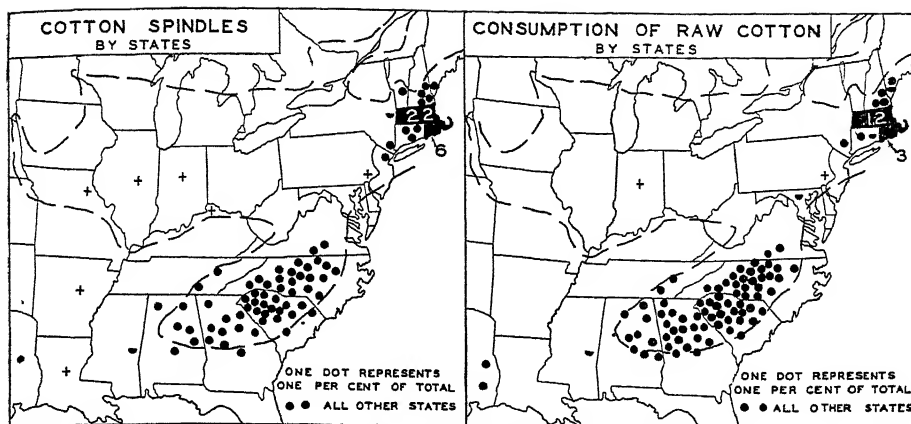 COTTON SPINDLES
BY STATES
22
6
ONE DOT REPRESENTS
ONE PER CENT OF TOTAL
ALL OTHER STATES
CONSUMPTION OF RAW COTTON
BY STATES
12
3
ONE DOT REPRESENTS
ONE PER CENT OF TOTAL
ALL OTHER STATES